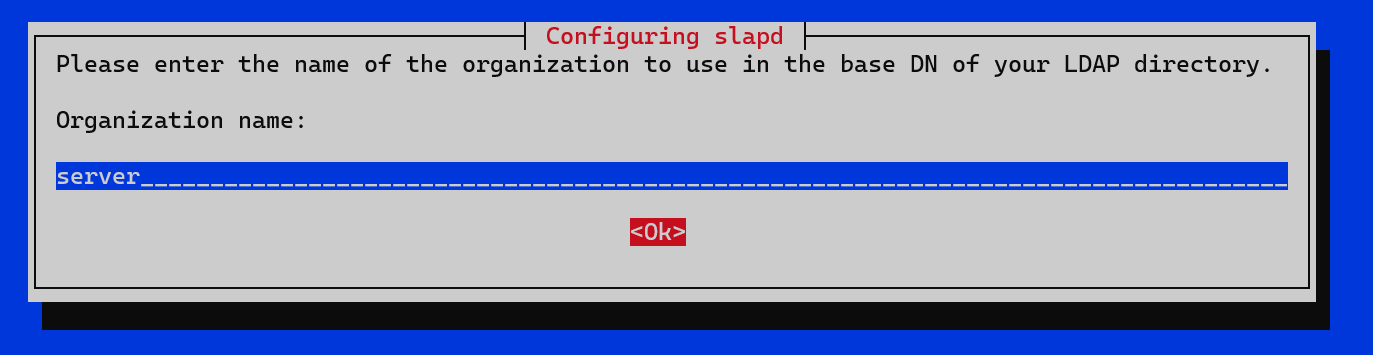 Configuring slapd
Please enter the name of the organization to use in the base DN of your LDAP directory.
Organization name:
server__________________________________________________________________________________
<Ok>